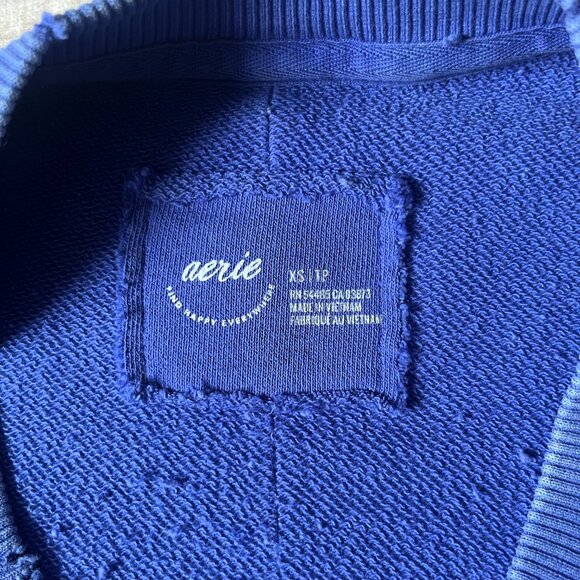 aerie
FIND HAPPY EVERYWHERE
XS | TP
RN 54485 CA 03873
MADE IN VIETNAM
FABRIQUÉ AU VIETNAM